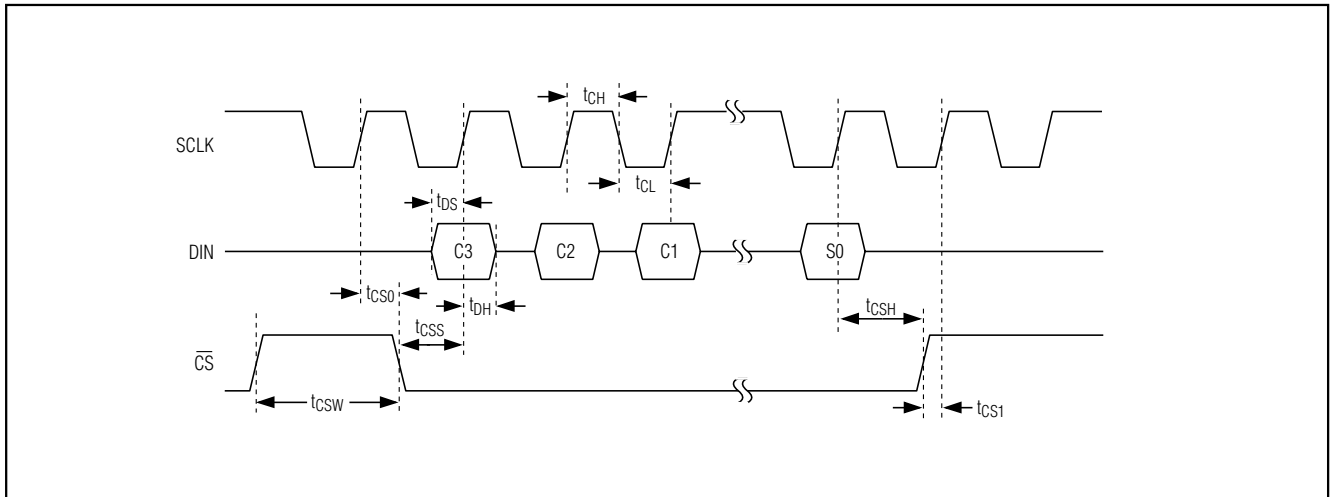 tCH
SCLK
tCL
tDS
DIN
C3
C2
C1
S0
tCS0
tDH
tCSH
tCSS
CS
tCSW
tCS1